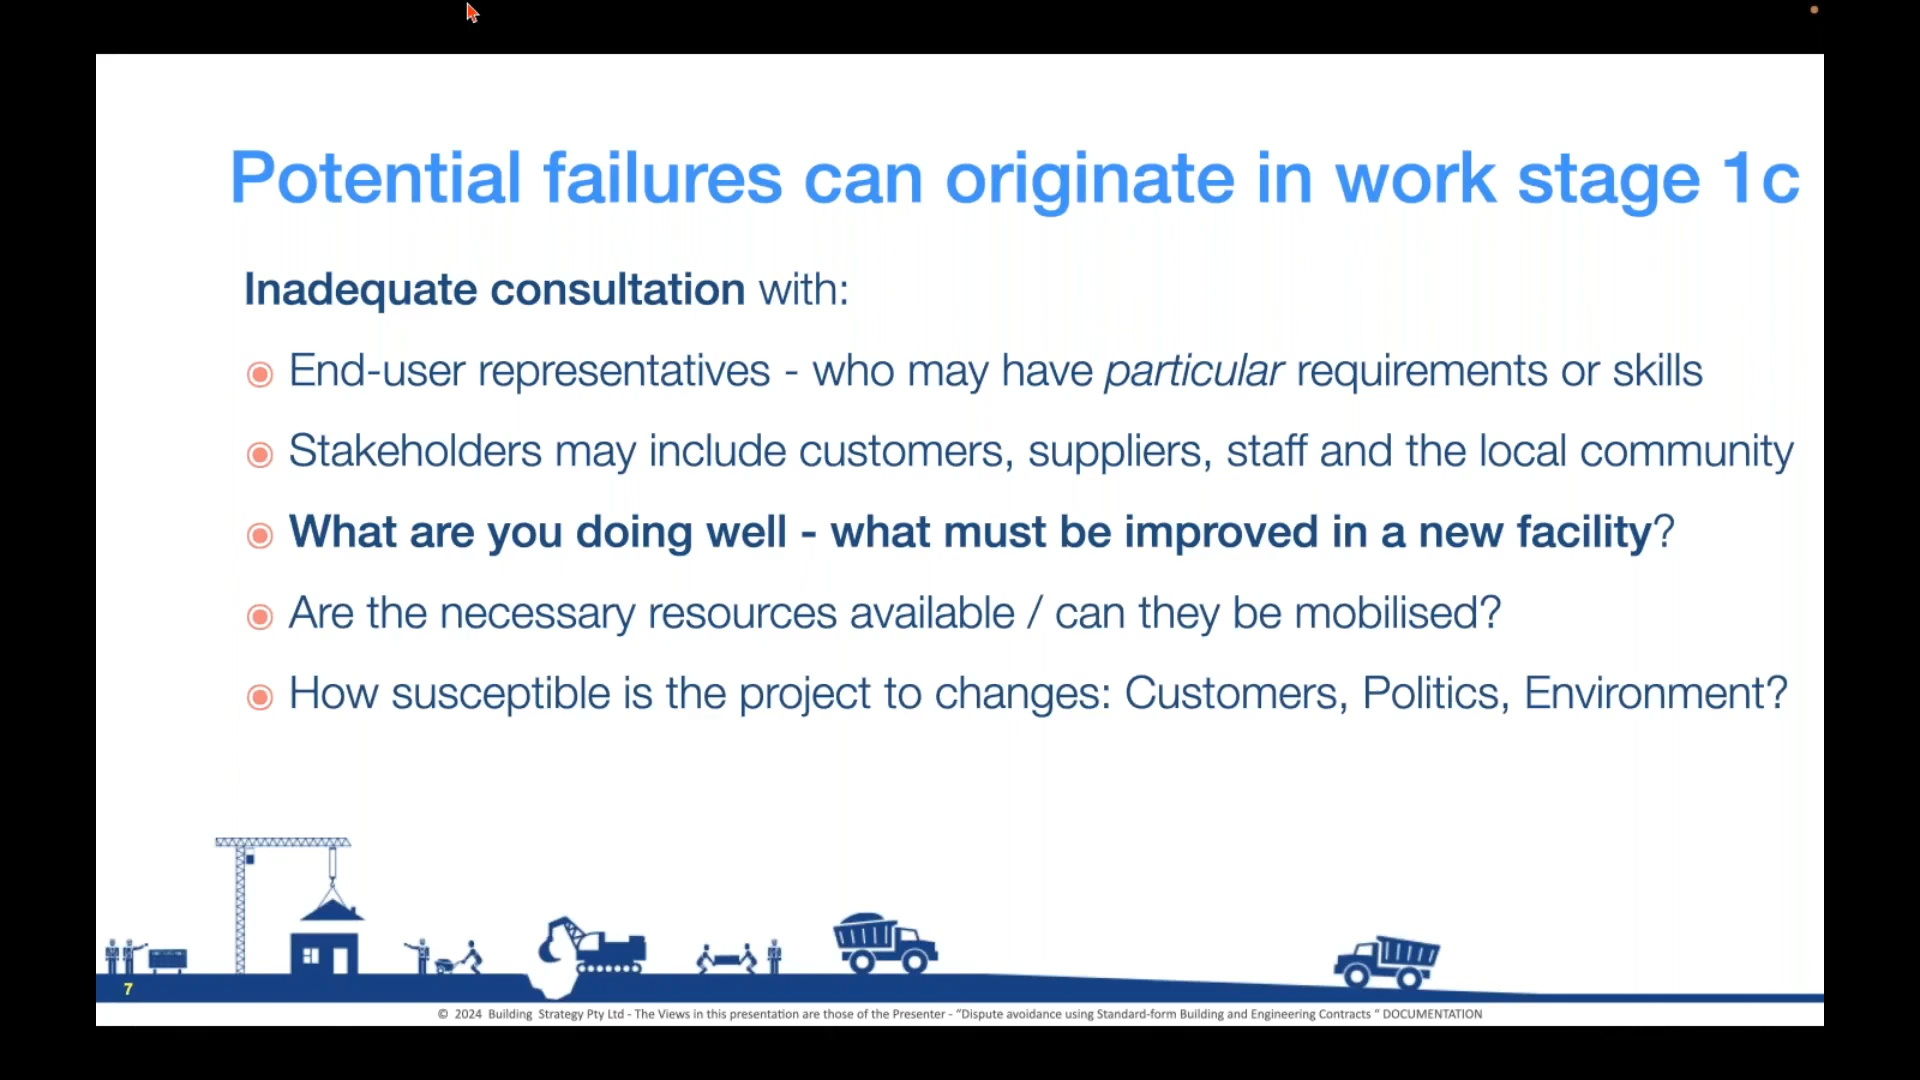 Potential failures can originate in work stage 1c
Inadequate consultation with:
End-user representatives - who may have particular requirements or skills
Stakeholders may include customers, suppliers, staff and the local community
What are you doing well - what must be improved in a new facility?
Are the necessary resources available / can they be mobilised?
How susceptible is the project to changes: Customers, Politics, Environment?
7
© 2024 Building Strategy Pty Ltd - The Views in this presentation are those of the Presenter - "Dispute avoidance using Standard-form Building and Engineering Contracts " DOCUMENTATION